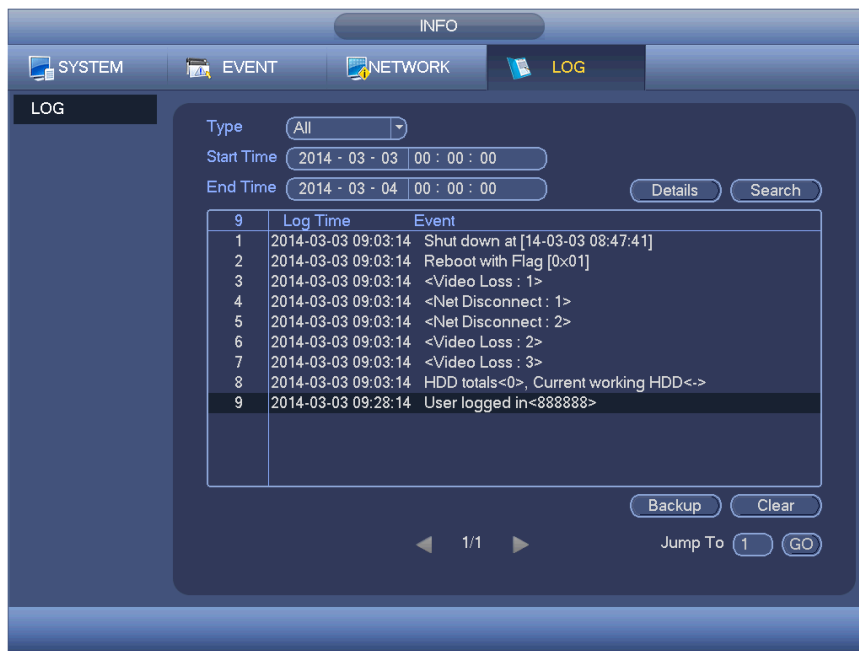 INFO
SYSTEM EVENT NETWORK LOG
LOG
Type All
Start Time 2014 - 03 - 03 00 : 00 : 00
End Time 2014 - 03 - 04 00 : 00 : 00 Details Search
9 Log Time Event
1 2014-03-03 09:03:14 Shut down at [14-03-03 08:47:41]
2 2014-03-03 09:03:14 Reboot with Flag [0×01]
3 2014-03-03 09:03:14 <Video Loss : 1>
4 2014-03-03 09:03:14 <Net Disconnect : 1>
5 2014-03-03 09:03:14 <Net Disconnect : 2>
6 2014-03-03 09:03:14 <Video Loss : 2>
7 2014-03-03 09:03:14 <Video Loss : 3>
8 2014-03-03 09:03:14 HDD totals<0>, Current working HDD<->
9 2014-03-03 09:28:14 User logged in<888888>
Backup Clear
1/1 Jump To 1 GO